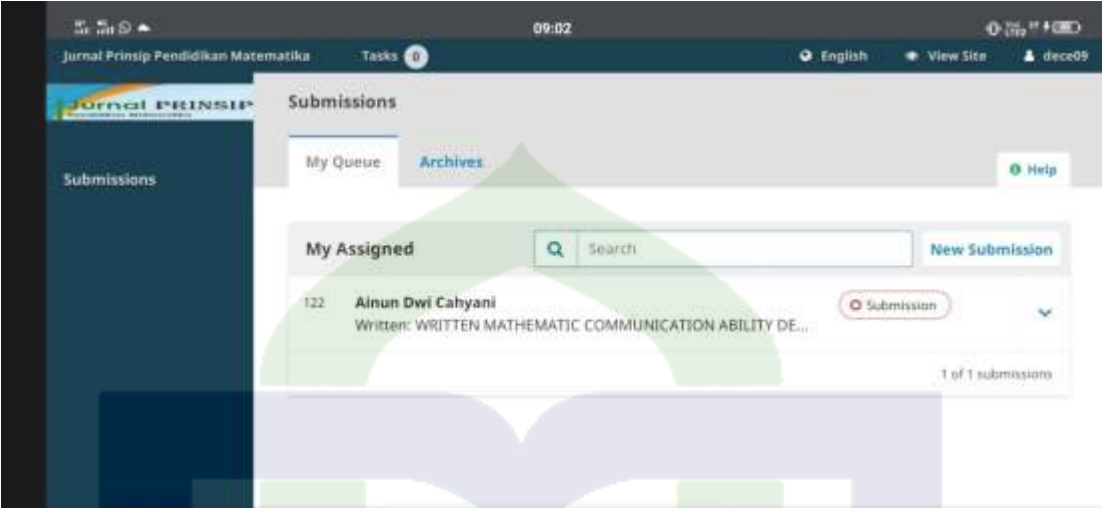 09:02
Jurnal Prinsip Pendidikan Matematika Tasks 0 English View Site dece09
Jurnal PRINSIP
Submissions
Submissions
My Queue Archives
Help
My Assigned Search New Submission
122 Ainun Dwi Cahyani Submission
Written: WRITTEN MATHEMATIC COMMUNICATION ABILITY DE...
1 of 1 submissions